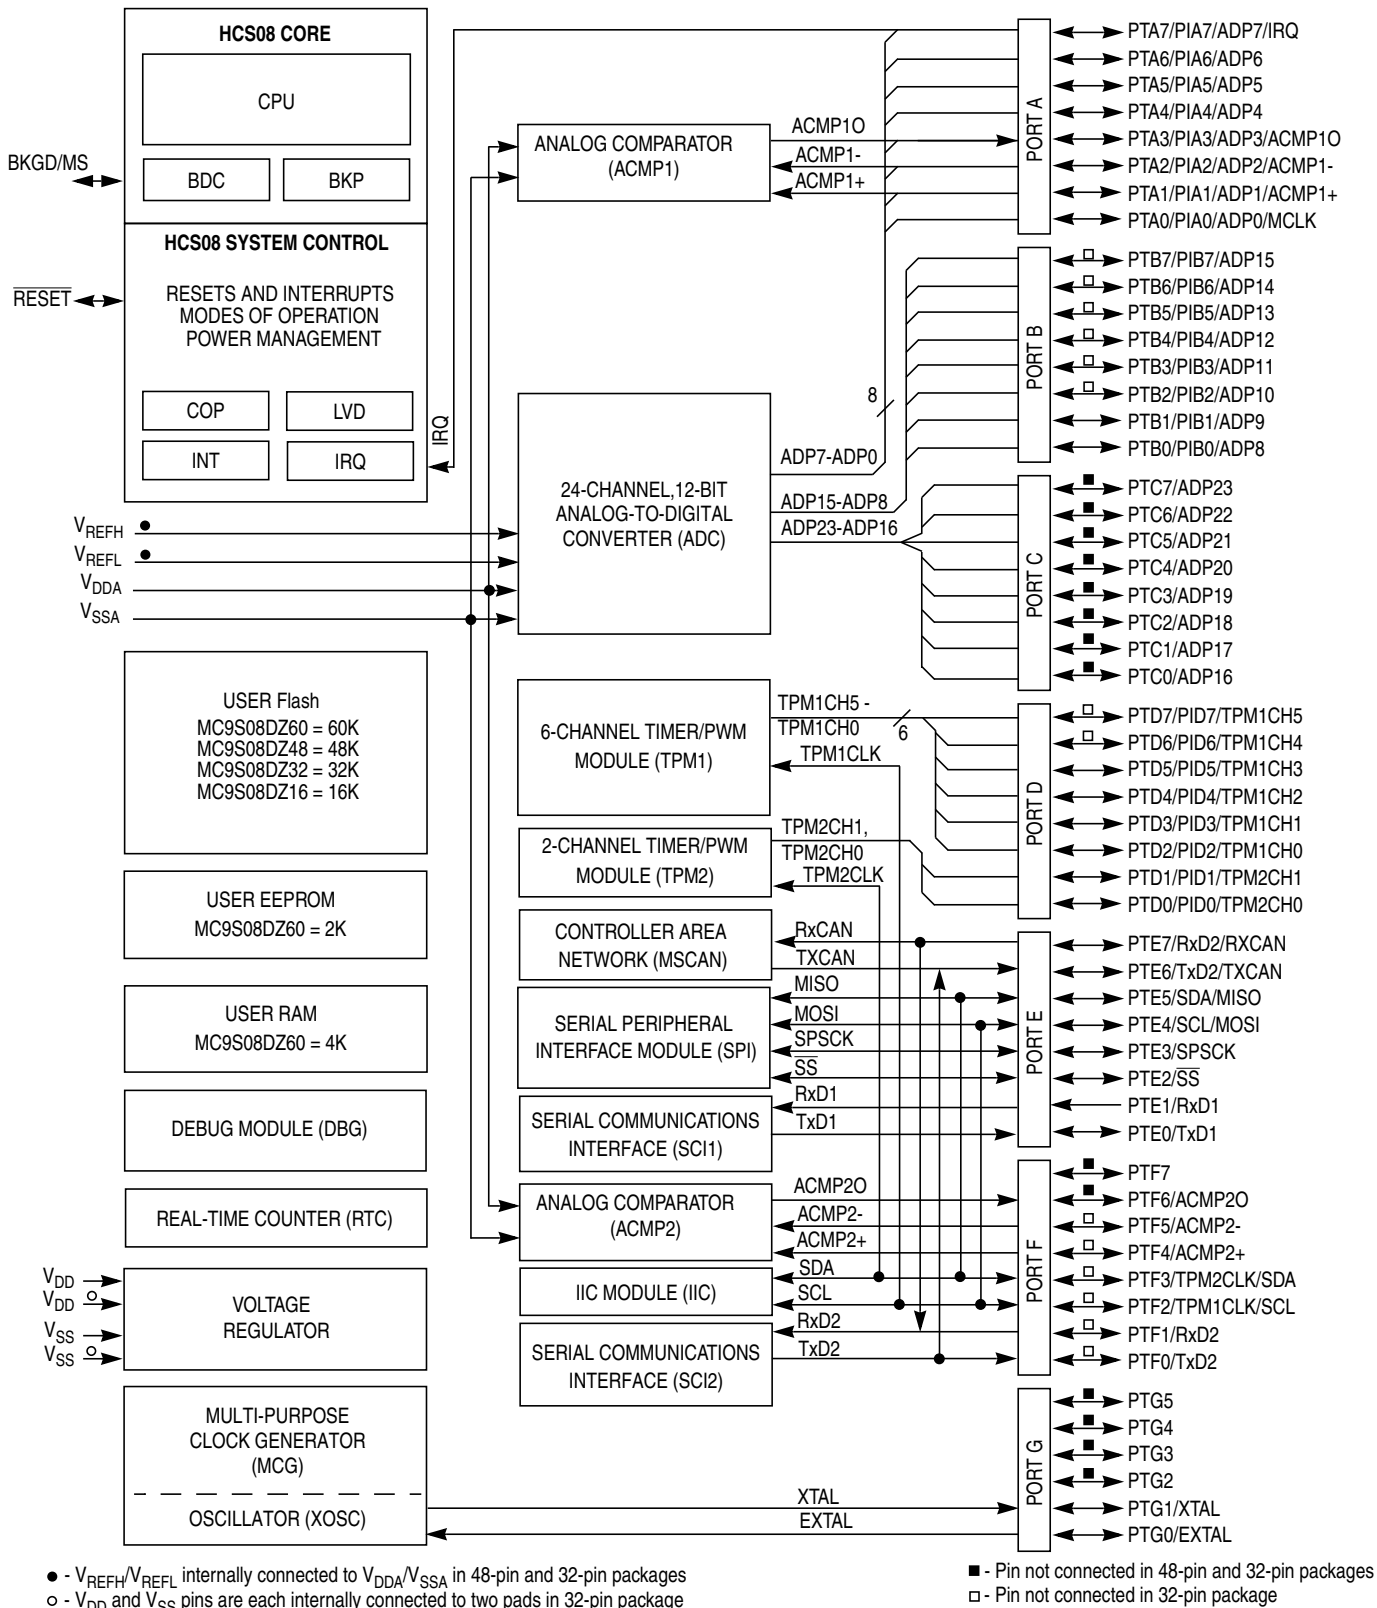 HCS08 CORE
CPU
BDC
BKP
BKGD/MS
HCS08 SYSTEM CONTROL
RESETS AND INTERRUPTS
MODES OF OPERATION
POWER MANAGEMENT
COP
LVD
INT
IRQ
RESET
IRQ
VREFH
VREFL
VDDA
VSSA
USER Flash
MC9S08DZ60 = 60K
MC9S08DZ48 = 48K
MC9S08DZ32 = 32K
MC9S08DZ16 = 16K
USER EEPROM
MC9S08DZ60 = 2K
USER RAM
MC9S08DZ60 = 4K
DEBUG MODULE (DBG)
REAL-TIME COUNTER (RTC)
VDD
VDD
VSS
VSS
VOLTAGE
REGULATOR
MULTI-PURPOSE
CLOCK GENERATOR
(MCG)
OSCILLATOR (XOSC)
ANALOG COMPARATOR
(ACMP1)
ACMP1O
ACMP1-
ACMP1+
24-CHANNEL,12-BIT
ANALOG-TO-DIGITAL
CONVERTER (ADC)
8
ADP7-ADP0
ADP15-ADP8
ADP23-ADP16
6-CHANNEL TIMER/PWM
MODULE (TPM1)
TPM1CH5 -
TPM1CH0
6
TPM1CLK
2-CHANNEL TIMER/PWM
MODULE (TPM2)
TPM2CH1,
TPM2CH0
TPM2CLK
CONTROLLER AREA
NETWORK (MSCAN)
RxCAN
TXCAN
SERIAL PERIPHERAL
INTERFACE MODULE (SPI)
MISO
MOSI
SPSCK
SS
SERIAL COMMUNICATIONS
INTERFACE (SCI1)
RxD1
TxD1
ANALOG COMPARATOR
(ACMP2)
ACMP2O
ACMP2-
ACMP2+
IIC MODULE (IIC)
SDA
SCL
SERIAL COMMUNICATIONS
INTERFACE (SCI2)
RxD2
TxD2
XTAL
EXTAL
PORT A
PTA7/PIA7/ADP7/IRQ
PTA6/PIA6/ADP6
PTA5/PIA5/ADP5
PTA4/PIA4/ADP4
PTA3/PIA3/ADP3/ACMP1O
PTA2/PIA2/ADP2/ACMP1-
PTA1/PIA1/ADP1/ACMP1+
PTA0/PIA0/ADP0/MCLK
PORT B
PTB7/PIB7/ADP15
PTB6/PIB6/ADP14
PTB5/PIB5/ADP13
PTB4/PIB4/ADP12
PTB3/PIB3/ADP11
PTB2/PIB2/ADP10
PTB1/PIB1/ADP9
PTB0/PIB0/ADP8
PORT C
PTC7/ADP23
PTC6/ADP22
PTC5/ADP21
PTC4/ADP20
PTC3/ADP19
PTC2/ADP18
PTC1/ADP17
PTC0/ADP16
PORT D
PTD7/PID7/TPM1CH5
PTD6/PID6/TPM1CH4
PTD5/PID5/TPM1CH3
PTD4/PID4/TPM1CH2
PTD3/PID3/TPM1CH1
PTD2/PID2/TPM1CH0
PTD1/PID1/TPM2CH1
PTD0/PID0/TPM2CH0
PORT E
PTE7/RxD2/RXCAN
PTE6/TxD2/TXCAN
PTE5/SDA/MISO
PTE4/SCL/MOSI
PTE3/SPSCK
PTE2/SS
PTE1/RxD1
PTE0/TxD1
PORT F
PTF7
PTF6/ACMP2O
PTF5/ACMP2-
PTF4/ACMP2+
PTF3/TPM2CLK/SDA
PTF2/TPM1CLK/SCL
PTF1/RxD2
PTF0/TxD2
PORT G
PTG5
PTG4
PTG3
PTG2
PTG1/XTAL
PTG0/EXTAL
● - VREFH/VREFL internally connected to VDDA/VSSA in 48-pin and 32-pin packages
○ - VDD and VSS pins are each internally connected to two pads in 32-pin package
■ - Pin not connected in 48-pin and 32-pin packages
□ - Pin not connected in 32-pin package